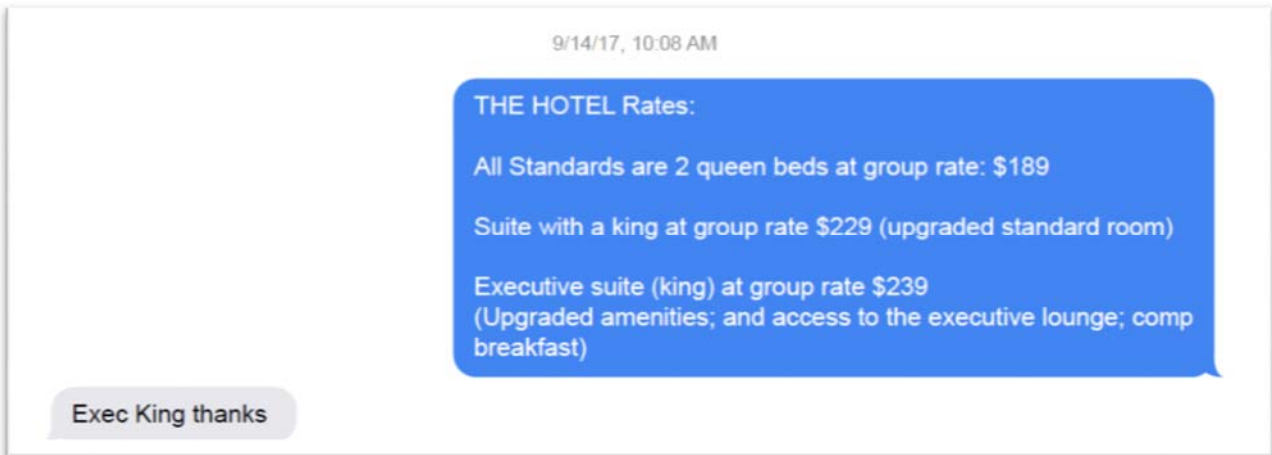 9/14/17, 10:08 AM
THE HOTEL Rates:
All Standards are 2 queen beds at group rate: $189
Suite with a king at group rate $229 (upgraded standard room)
Executive suite (king) at group rate $239
(Upgraded amenities; and access to the executive lounge; comp
breakfast)
Exec King thanks